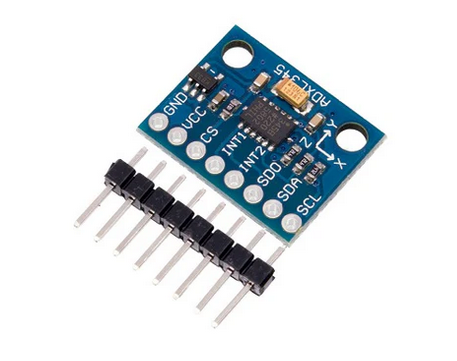 ADXL345
GND
VCC
CS
INT1
INT2
SDO
SDA
SCL
Y
Z
X